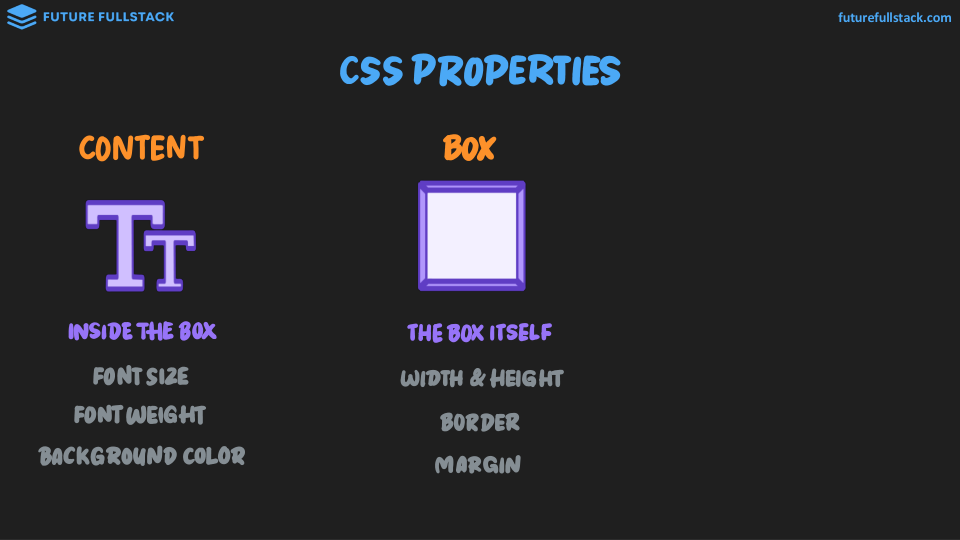 FUTURE FULLSTACK
futurefullstack.com
CSS PROPERTIES
CONTENT
TT
INSIDE THE BOX
FONT SIZE
FONT WEIGHT
BACKGROUND COLOR
BOX
THE BOX ITSELF
WIDTH & HEIGHT
BORDER
MARGIN